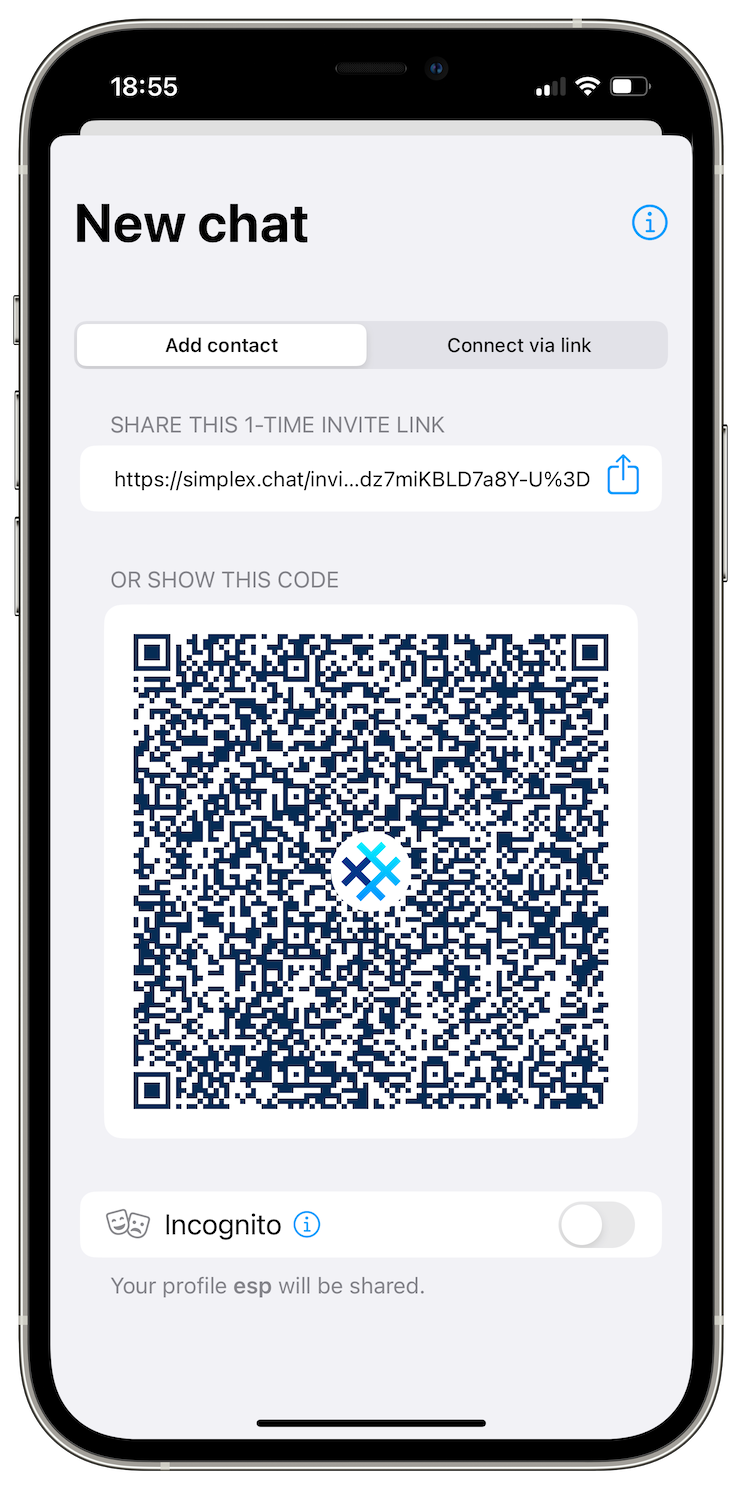 18:55
New chat
Add contact
Connect via link
SHARE THIS 1-TIME INVITE LINK
https://simplex.chat/invi...dz7miKBLD7a8Y-U%3D
OR SHOW THIS CODE
Incognito
Your profile esp will be shared.